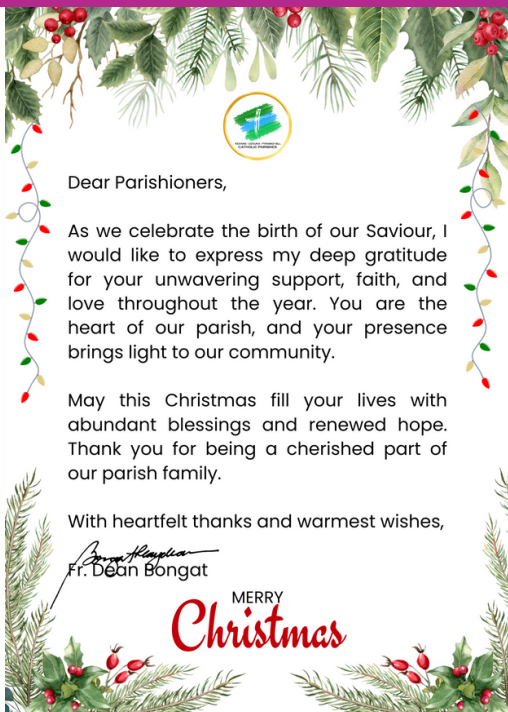 CATHOLIC PARISHES
Dear Parishioners,
As we celebrate the birth of our Saviour, I
would like to express my deep gratitude
for your unwavering support, faith, and
love throughout the year. You are the
heart of our parish, and your presence
brings light to our community.
May this Christmas fill your lives with
abundant blessings and renewed hope.
Thank you for being a cherished part of
our parish family.
With heartfelt thanks and warmest wishes,
Fr. Dean Bongat
MERRY
Christmas